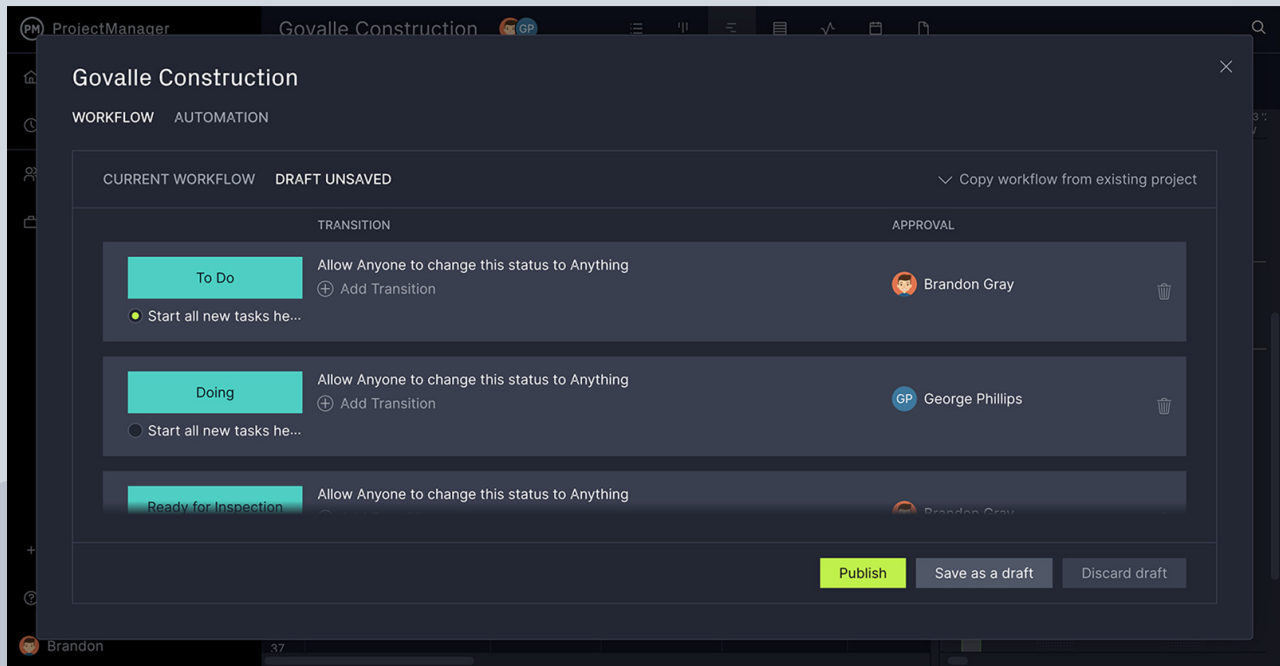 PM ProjectManager
Govalle Construction
GP
Govalle Construction
WORKFLOW AUTOMATION
CURRENT WORKFLOW DRAFT UNSAVED Copy workflow from existing project
TRANSITION APPROVAL
To Do
Allow Anyone to change this status to Anything
Add Transition
Brandon Gray
Start all new tasks he...
Doing
Allow Anyone to change this status to Anything
Add Transition
GP George Phillips
Start all new tasks he...
Ready for Inspection
Allow Anyone to change this status to Anything
Brandon Gray
Publish Save as a draft Discard draft
Brandon
37